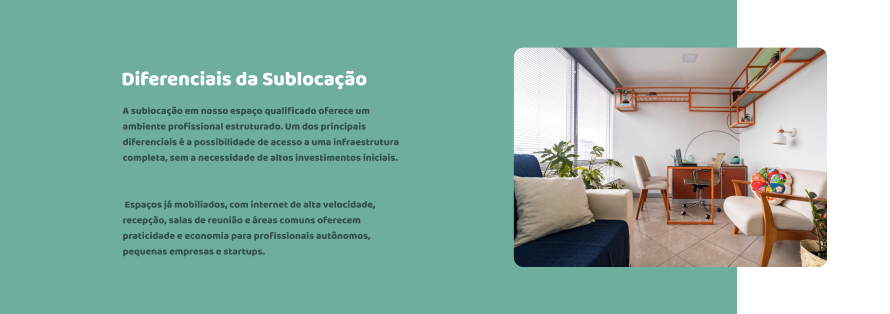 Diferenciais da Sublocação
A sublocação em nosso espaço qualificado oferece um
ambiente profissional estruturado. Um dos principais
diferenciais é a possibilidade de acesso a uma infraestrutura
completa, sem a necessidade de altos investimentos iniciais.
Espaços já mobiliados, com internet de alta velocidade,
recepção, salas de reunião e áreas comuns oferecem
praticidade e economia para profissionais autônomos,
pequenas empresas e startups.